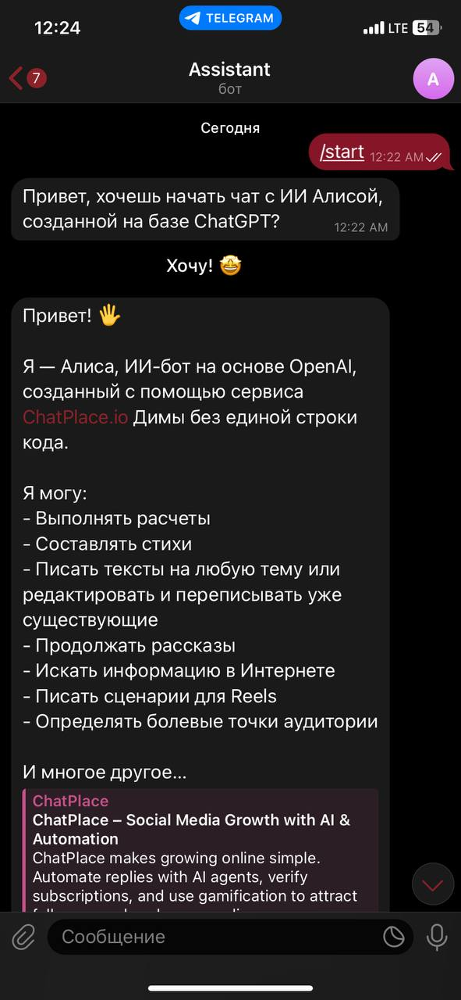 12:24
TELEGRAM
LTE 54
7
Assistant
A
бот
Сегодня
/start 12:22 AM
Привет, хочешь начать чат с ИИ Алисой,
созданной на базе ChatGPT?
12:22 AM
Хочу! 🤩
Привет! 🖐
Я — Алиса, ИИ-бот на основе OpenAI,
созданный с помощью сервиса
ChatPlace.io Димы без единой строки
кода.
Я могу:
- Выполнять расчеты
- Составлять стихи
- Писать тексты на любую тему или
редактировать и переписывать уже
существующие
- Продолжать рассказы
- Искать информацию в Интернете
- Писать сценарии для Reels
- Определять болевые точки аудитории
И многое другое...
ChatPlace
ChatPlace – Social Media Growth with AI &
Automation
ChatPlace makes growing online simple.
Automate replies with AI agents, verify
subscriptions, and use gamification to attract
Сообщение